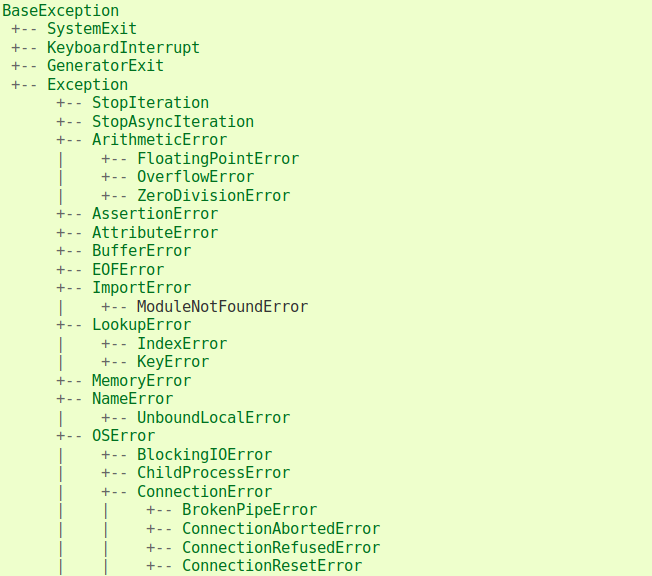 BaseException
 +-- SystemExit
 +-- KeyboardInterrupt
 +-- GeneratorExit
 +-- Exception
      +-- StopIteration
      +-- StopAsyncIteration
      +-- ArithmeticError
      |    +-- FloatingPointError
      |    +-- OverflowError
      |    +-- ZeroDivisionError
      +-- AssertionError
      +-- AttributeError
      +-- BufferError
      +-- EOFError
      +-- ImportError
      |    +-- ModuleNotFoundError
      +-- LookupError
      |    +-- IndexError
      |    +-- KeyError
      +-- MemoryError
      +-- NameError
      |    +-- UnboundLocalError
      +-- OSError
      |    +-- BlockingIOError
      |    +-- ChildProcessError
      |    +-- ConnectionError
      |    |    +-- BrokenPipeError
      |    |    +-- ConnectionAbortedError
      |    |    +-- ConnectionRefusedError
      |    |    +-- ConnectionResetError